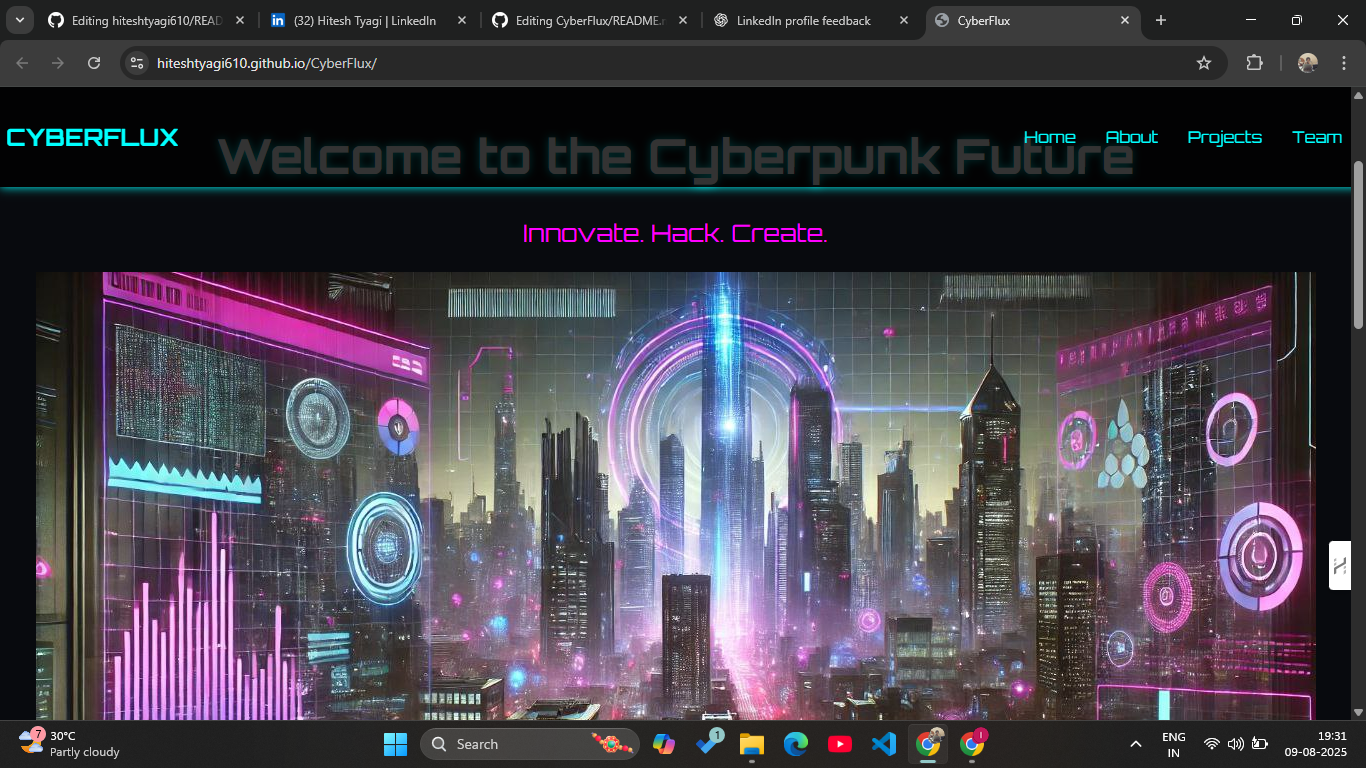 Editing hiteshtyagi610/READ
(32) Hitesh Tyagi | LinkedIn
Editing CyberFlux/README.r
LinkedIn profile feedback
CyberFlux
hiteshtyagi610.github.io/CyberFlux/
CYBERFLUX
Home
About
Projects
Team
Welcome to the Cyberpunk Future
Innovate. Hack. Create.
7
30°C
Partly cloudy
Search
1
ENG
IN
19:31
09-08-2025